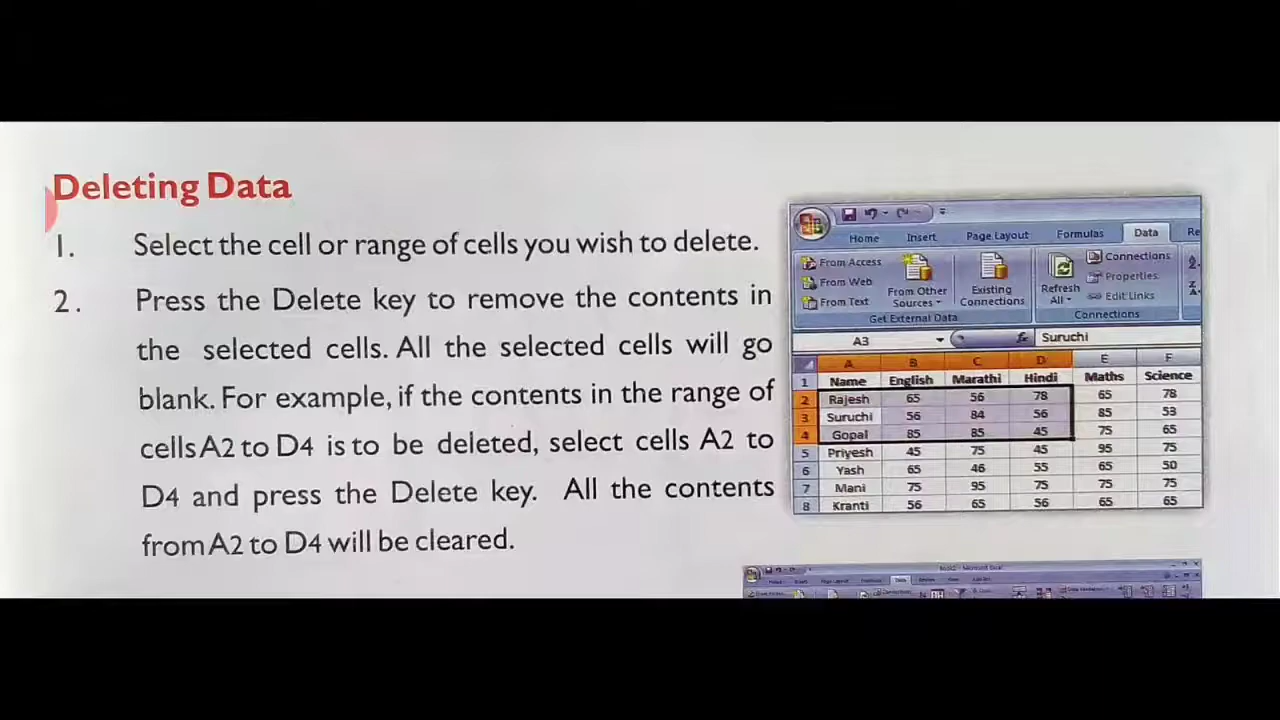 Deleting Data
1. Select the cell or range of cells you wish to delete.
2. Press the Delete key to remove the contents in
the selected cells. All the selected cells will go
blank. For example, if the contents in the range of
cells A2 to D4 is to be deleted, select cells A2 to
D4 and press the Delete key. All the contents
from A2 to D4 will be cleared.
Home Insert Page Layout Formulas Data Re
From Access
From Web
From Text
From Other
Sources
Existing
Connections
Get External Data
Refresh
All
Connections
Properties
Edit Links
Connections
A3 fx Suruchi
A B C D E F
1 Name English Marathi Hindi Maths Science
2 Rajesh 65 56 78 65 78
3 Suruchi 56 84 56 85 53
4 Gopal 85 85 45 75 65
5 Priyesh 45 75 45 95 75
6 Yash 65 46 55 65 50
7 Mani 75 95 75 75 75
8 Kranti 56 65 56 65 65